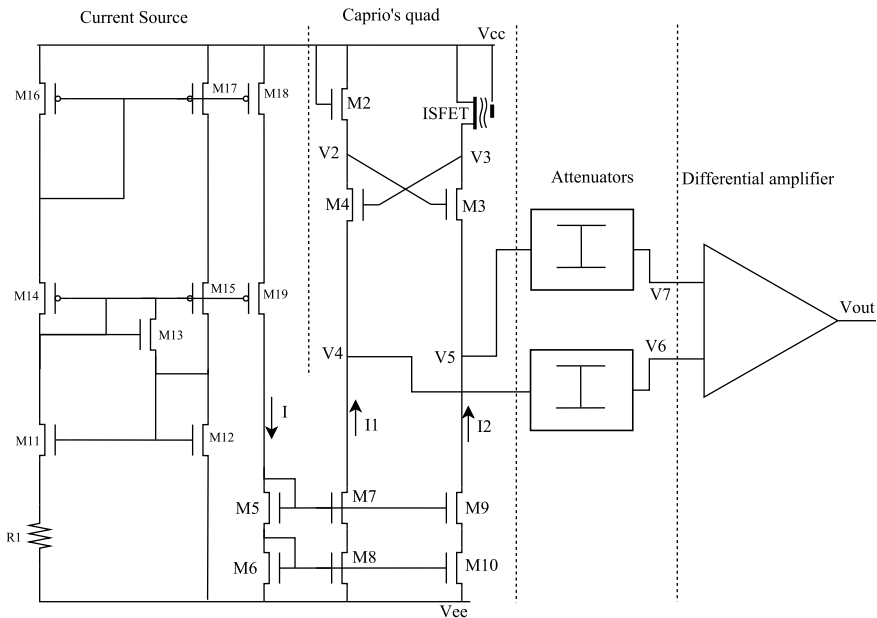 Current Source
Caprio's quad
Vcc
M16
M17
M18
M2
ISFET
V2
V3
M4
M3
Attenuators
Differential amplifier
M14
M15
M19
M13
V7
Vout
V4
V5
V6
I
I1
I2
M11
M12
M5
M7
M9
R1
M6
M8
M10
Vee